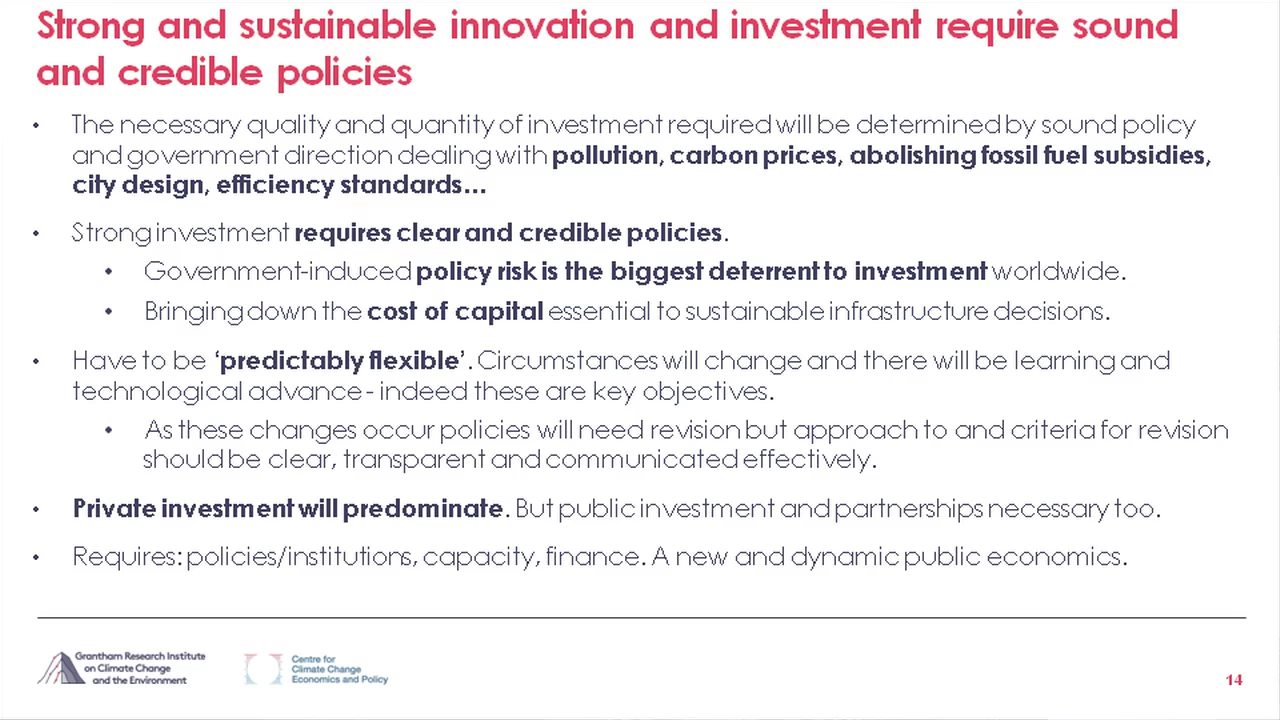 Strong and sustainable innovation and investment require sound
and credible policies
• The necessary quality and quantity of investment required will be determined by sound policy
and government direction dealing with pollution, carbon prices, abolishing fossil fuel subsidies,
city design, efficiency standards…
• Strong investment requires clear and credible policies.
• Government-induced policy risk is the biggest deterrent to investment worldwide.
• Bringing down the cost of capital essential to sustainable infrastructure decisions.
• Have to be ‘predictably flexible’. Circumstances will change and there will be learning and
technological advance - indeed these are key objectives.
• As these changes occur policies will need revision but approach to and criteria for revision
should be clear, transparent and communicated effectively.
• Private investment will predominate. But public investment and partnerships necessary too.
• Requires: policies/institutions, capacity, finance. A new and dynamic public economics.
Grantham Research Institute
on Climate Change
and the Environment
Centre for
Climate Change
Economics and Policy
14